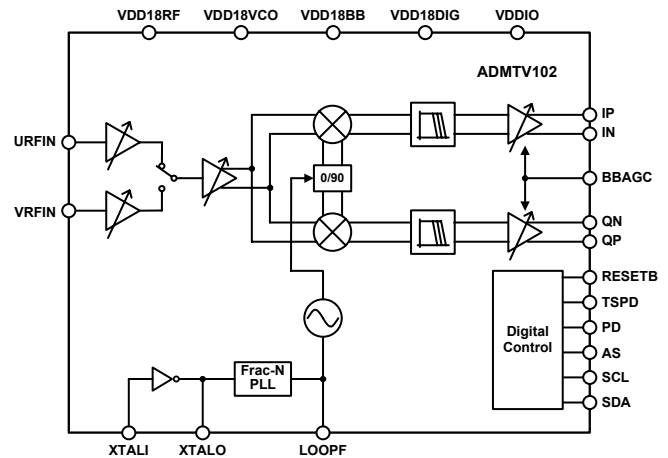 VDD18RF VDD18VCO VDD18BB VDD18DIG VDDIO
ADMTV102
URFIN
VRFIN
0/90
IP
IN
BBAGC
QN
QP
RESETB
TSPD
PD
AS
SCL
SDA
Digital
Control
Frac-N
PLL
XTALI XTALO LOOPF